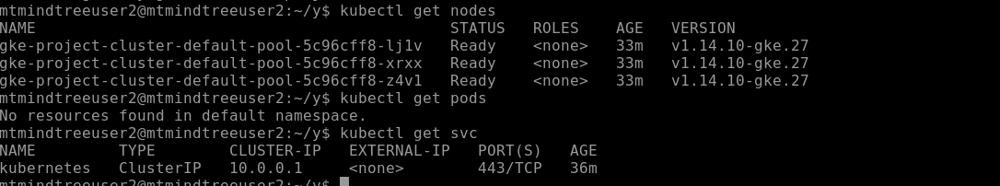 mtmindtreeuser2@mtmindtreeuser2:~/y$ kubectl get nodes
NAME                                             STATUS   ROLES    AGE   VERSION
gke-project-cluster-default-pool-5c96cff8-lj1v   Ready    <none>   33m   v1.14.10-gke.27
gke-project-cluster-default-pool-5c96cff8-xrxx   Ready    <none>   33m   v1.14.10-gke.27
gke-project-cluster-default-pool-5c96cff8-z4v1   Ready    <none>   33m   v1.14.10-gke.27
mtmindtreeuser2@mtmindtreeuser2:~/y$ kubectl get pods
No resources found in default namespace.
mtmindtreeuser2@mtmindtreeuser2:~/y$ kubectl get svc
NAME         TYPE        CLUSTER-IP   EXTERNAL-IP   PORT(S)   AGE
kubernetes   ClusterIP   10.0.0.1     <none>        443/TCP   36m
mtmindtreeuser2@mtmindtreeuser2:~/y$